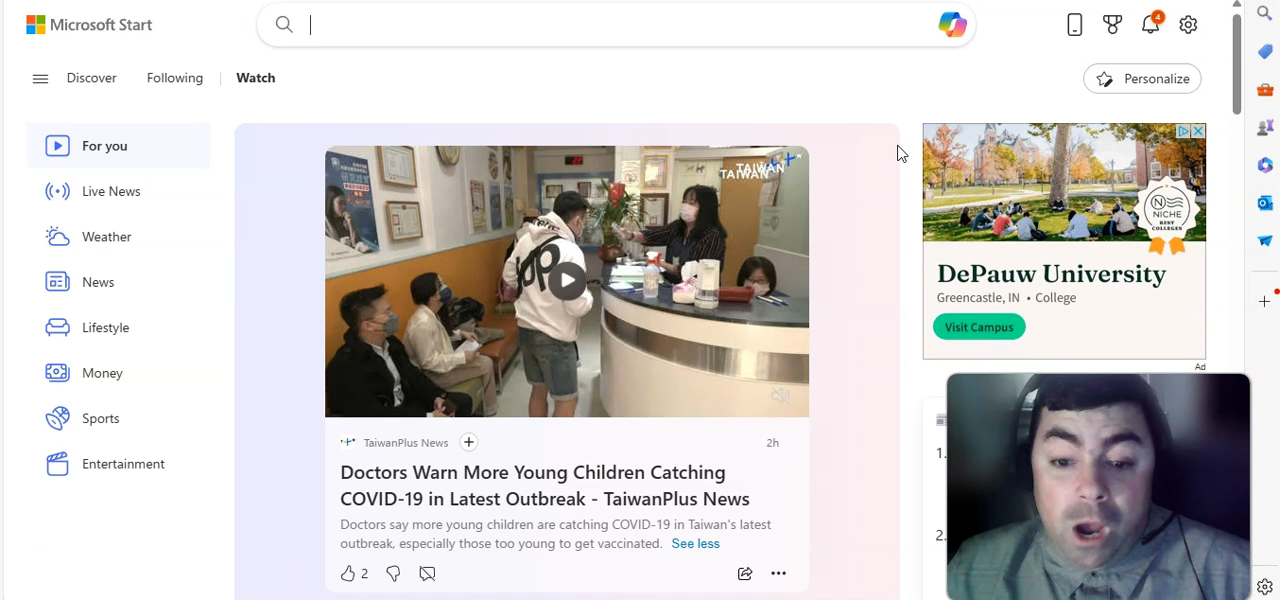 Microsoft Start
4
Discover
Following
Watch
Personalize
For you
Live News
Weather
News
Lifestyle
Money
Sports
Entertainment
TAIWAN
TAIWAN
TaiwanPlus News
2h
Doctors Warn More Young Children Catching
COVID-19 in Latest Outbreak - TaiwanPlus News
Doctors say more young children are catching COVID-19 in Taiwan's latest
outbreak, especially those too young to get vaccinated. See less
2
NICHE
BEST
COLLEGES
DePauw University
Greencastle, IN • College
Visit Campus
Ad
1.
2.